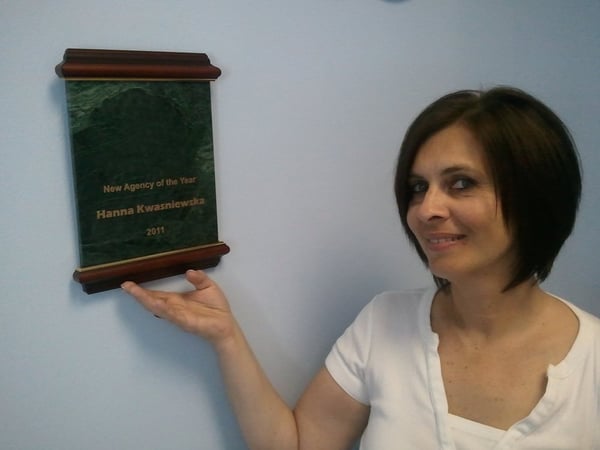 New Agency of the Year
Hanna Kwasniewska
2011